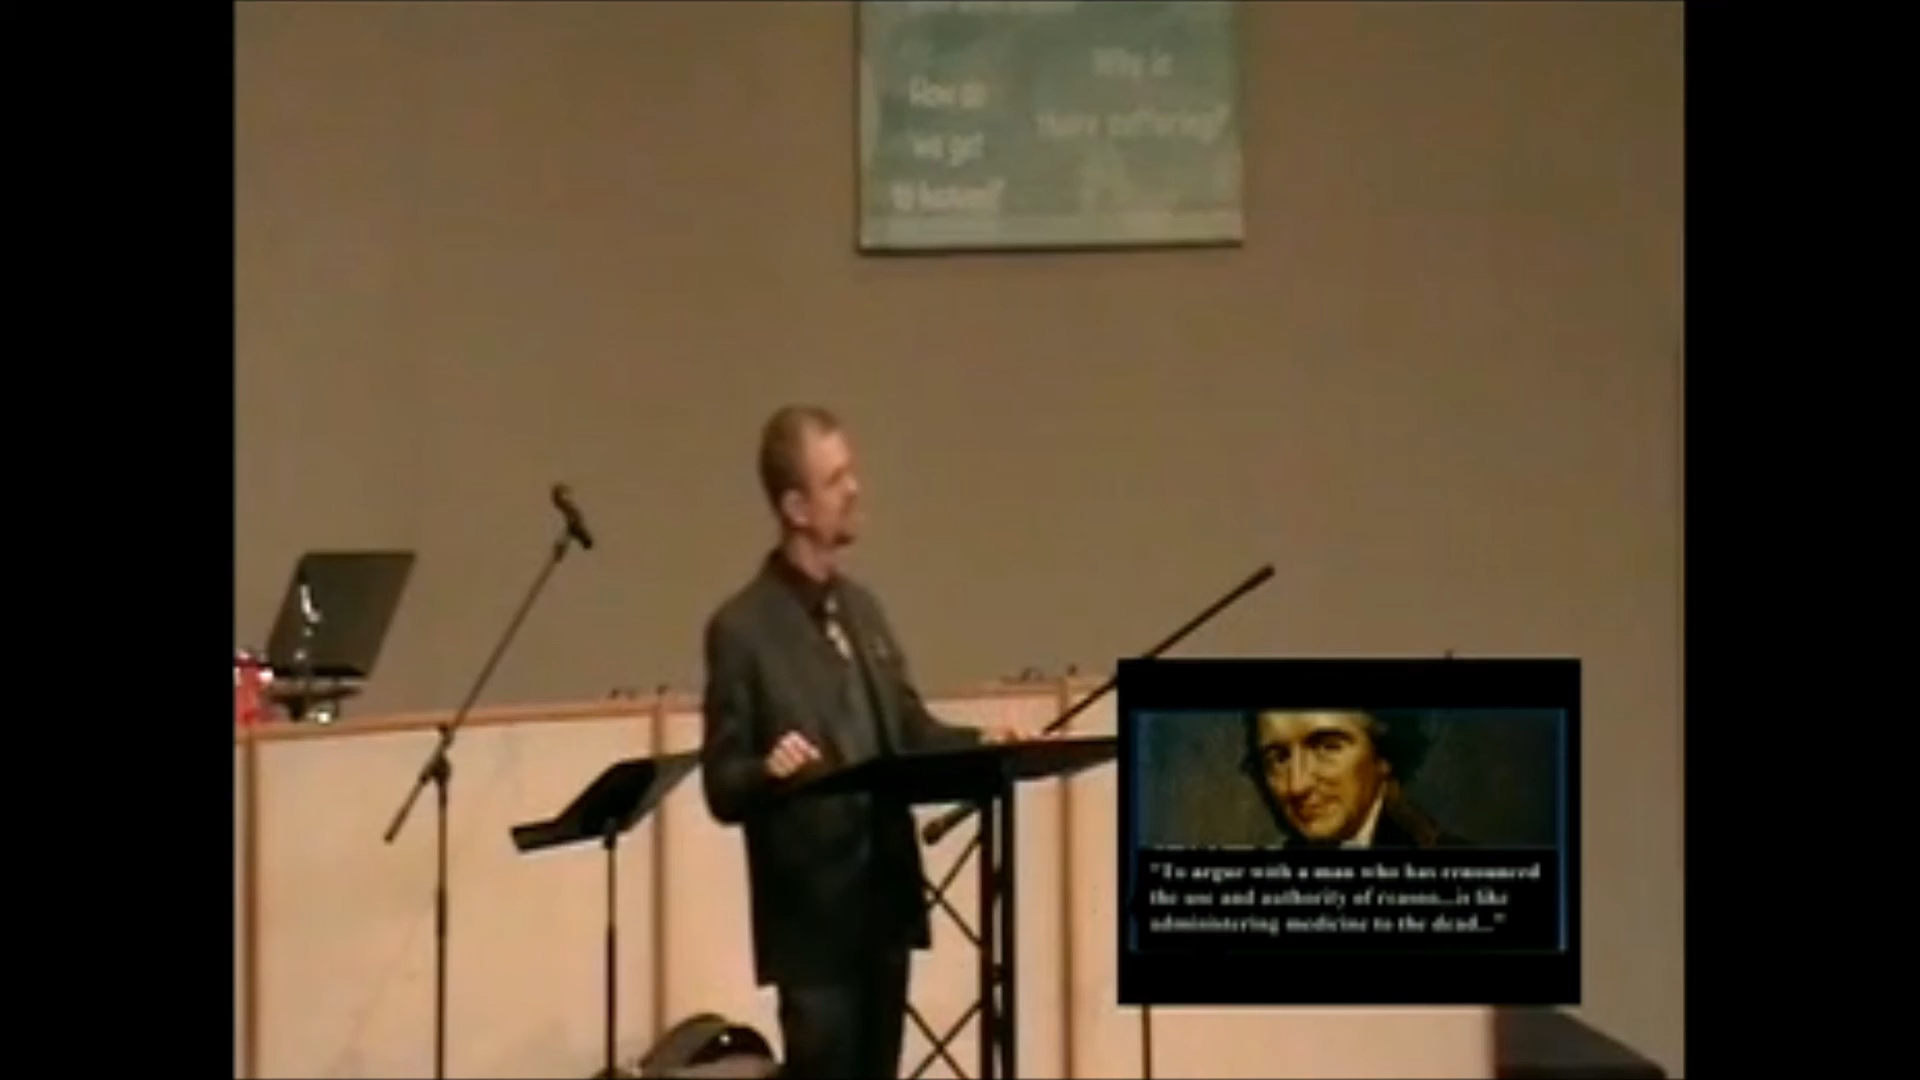 How do
we get
to heaven?
Why is
there suffering?
"To argue with a man who has renounced
the use and authority of reason...is like
administering medicine to the dead..."